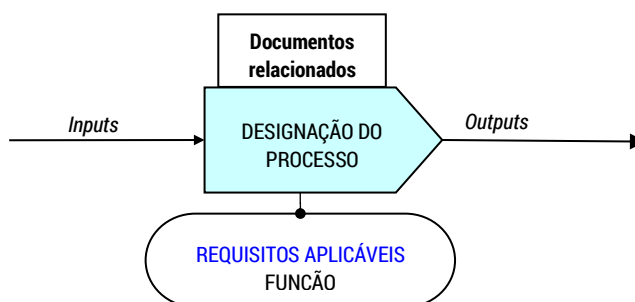 Documentos
relacionados
Inputs
DESIGNAÇÃO DO
PROCESSO
Outputs
REQUISITOS APLICÁVEIS
FUNCÃO